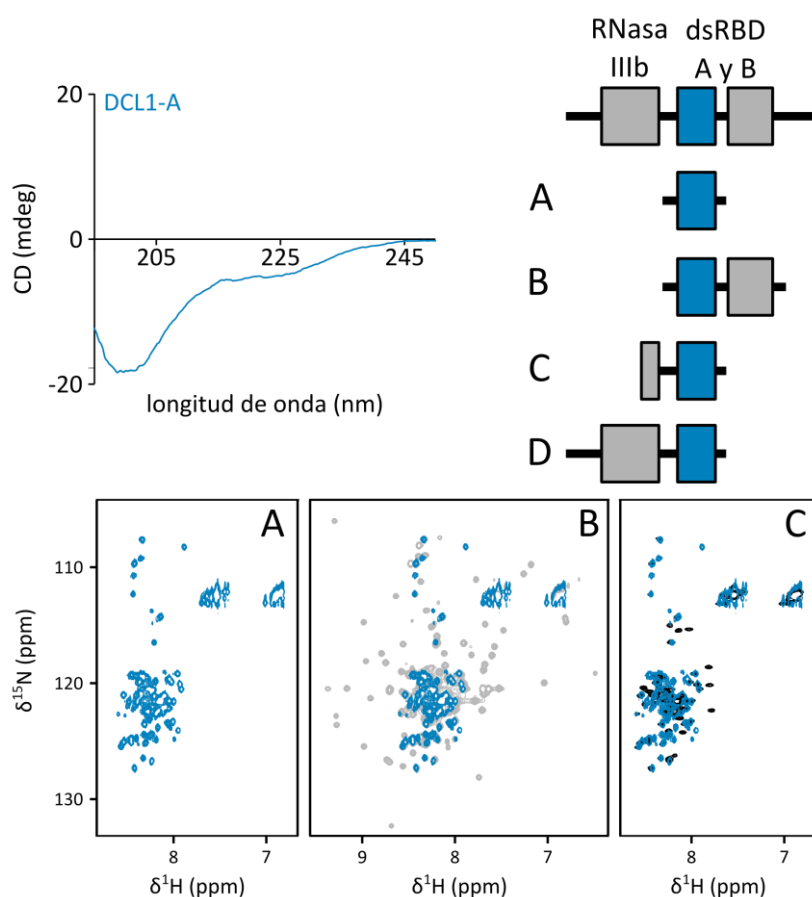 RNasa dsRBD
IIIb A y B
20
DCL1-A
CD (mdeg)
0
205 225 245
-20
longitud de onda (nm)
A
B
C
D
A B C
110
δ¹⁵N (ppm)
120
130
8 7
9 8 7
8 7
δ¹H (ppm) δ¹H (ppm) δ¹H (ppm)